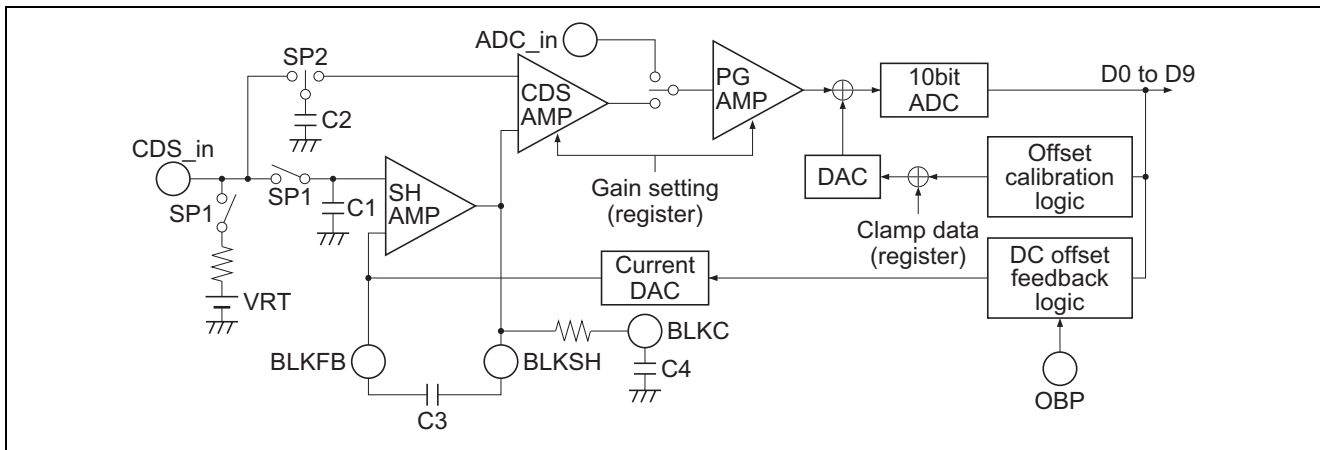 ADC_in
SP2
CDS
AMP
PG
AMP
10bit
ADC
D0 to D9
C2
CDS_in
SP1
C1
SP1
SH
AMP
Gain setting
(register)
DAC
Offset
calibration
logic
Clamp data
(register)
VRT
Current
DAC
DC offset
feedback
logic
BLKFB
BLKSH
BLKC
C4
C3
OBP